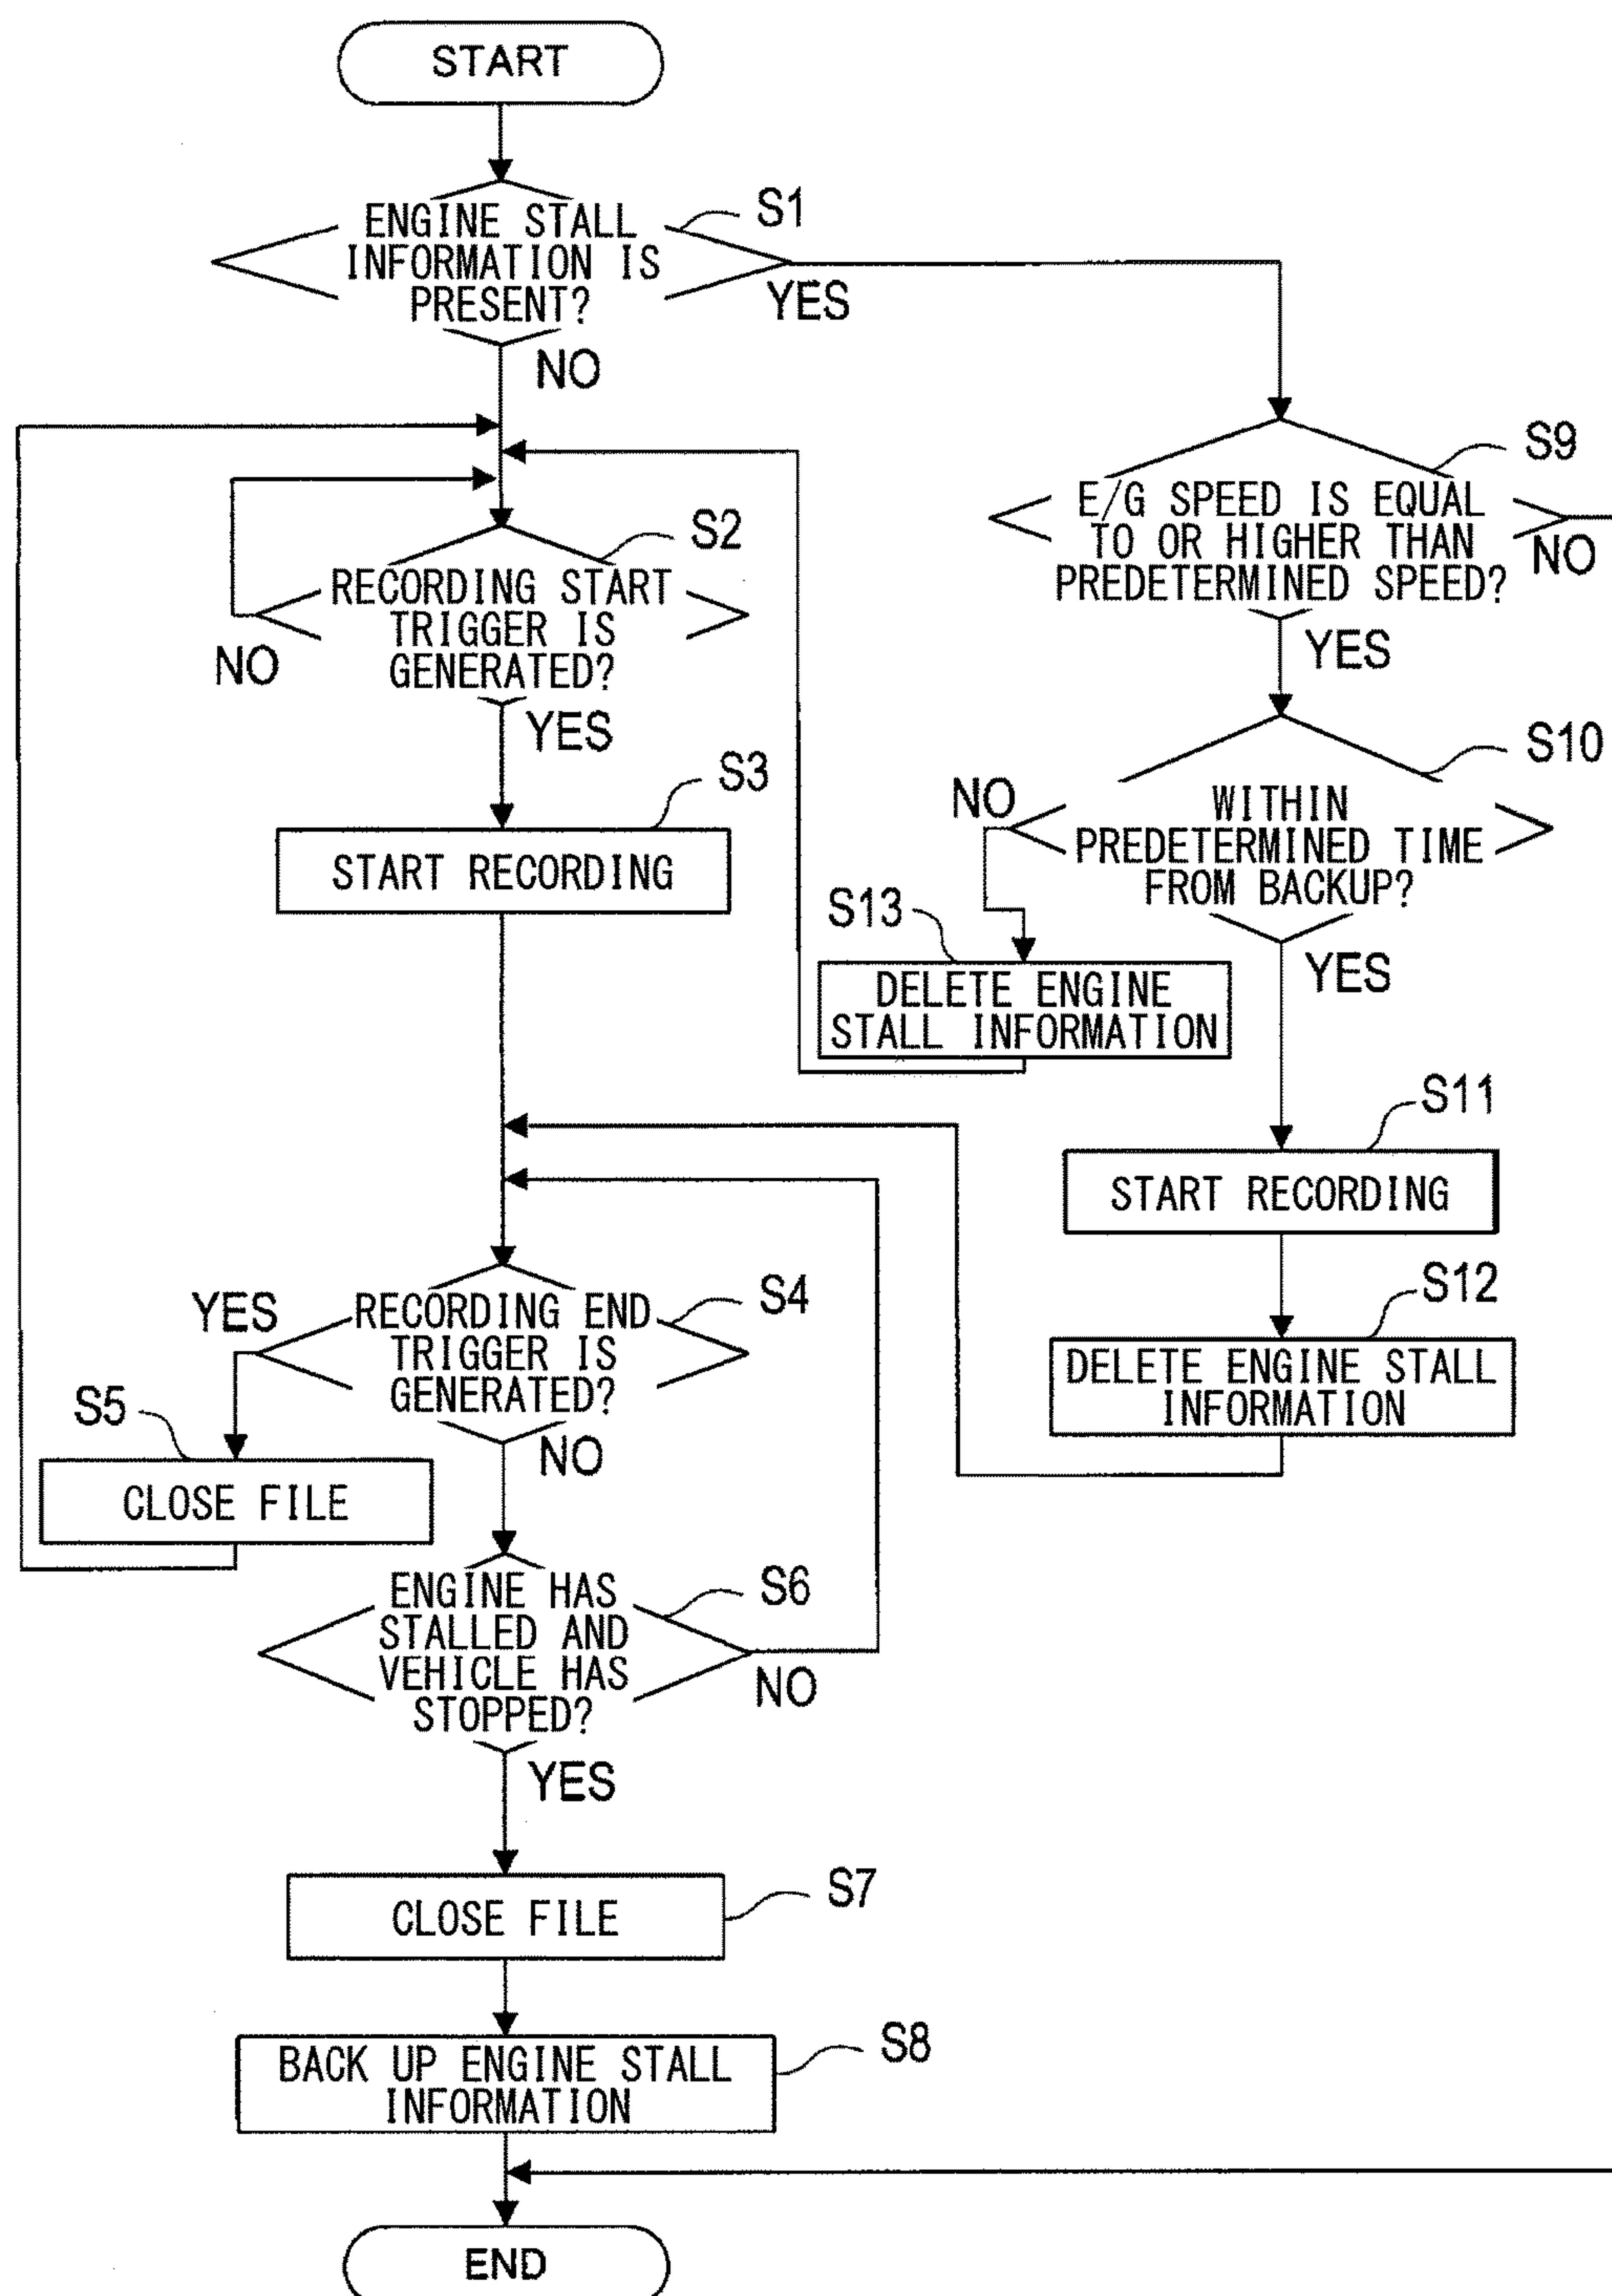 START
ENGINE STALL
INFORMATION IS
PRESENT?
S1
YES
NO
S2
RECORDING START
TRIGGER IS
GENERATED?
NO
YES
S3
START RECORDING
S9
E/G SPEED IS EQUAL
TO OR HIGHER THAN
PREDETERMINED SPEED?
NO
YES
S10
WITHIN
PREDETERMINED TIME
FROM BACKUP?
NO
YES
S13
DELETE ENGINE
STALL INFORMATION
S11
START RECORDING
S12
DELETE ENGINE STALL
INFORMATION
S4
RECORDING END
TRIGGER IS
GENERATED?
YES
NO
S5
CLOSE FILE
S6
ENGINE HAS
STALLED AND
VEHICLE HAS
STOPPED?
NO
YES
S7
CLOSE FILE
S8
BACK UP ENGINE STALL
INFORMATION
END